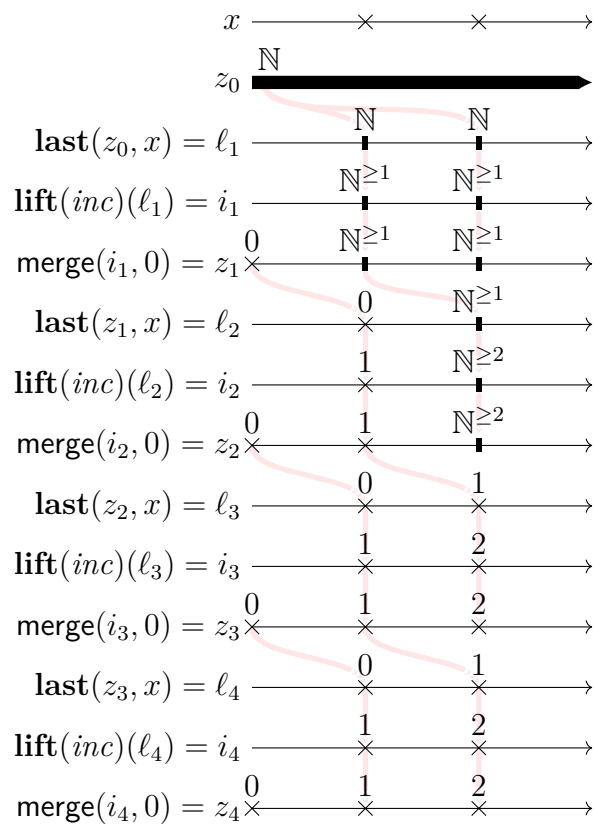 x
ℕ
z₀
ℕ ℕ
last(z₀, x) = ℓ₁
ℕ≥1 ℕ≥1
lift(inc)(ℓ₁) = i₁
0 ℕ≥1 ℕ≥1
merge(i₁, 0) = z₁
0 ℕ≥1
last(z₁, x) = ℓ₂
1 ℕ≥2
lift(inc)(ℓ₂) = i₂
0 1 ℕ≥2
merge(i₂, 0) = z₂
0 1
last(z₂, x) = ℓ₃
1 2
lift(inc)(ℓ₃) = i₃
0 1 2
merge(i₃, 0) = z₃
0 1
last(z₃, x) = ℓ₄
1 2
lift(inc)(ℓ₄) = i₄
0 1 2
merge(i₄, 0) = z₄